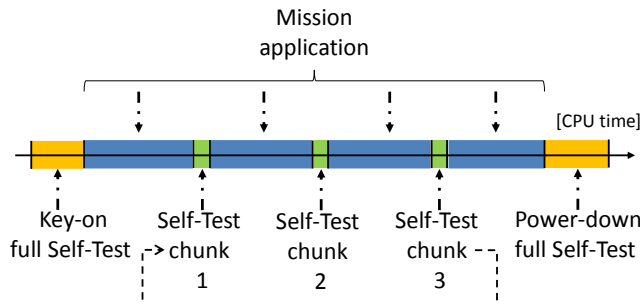 Mission
application
[CPU time]
Key-on
full Self-Test
Self-Test
chunk
1
Self-Test
chunk
2
Self-Test
chunk
3
Power-down
full Self-Test